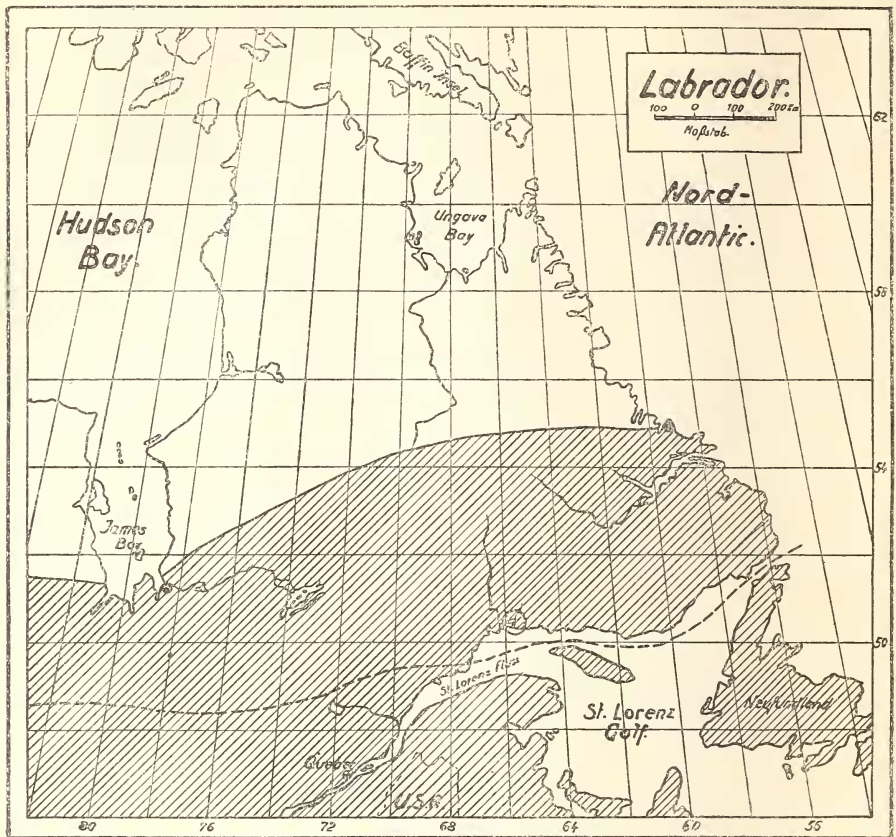 Labrador.
100 0 100 200
Maßstab.
Baffin Insel
62
Nord-
Atlantic.
Hudson
Bay.
Ungava
Bay
58
54
James
Bay
50
St. Lorenz Fluss
St. Lorenz
Golf.
Neufundland
Quebec
U.S.A.
80 76 72 68 64 60 56